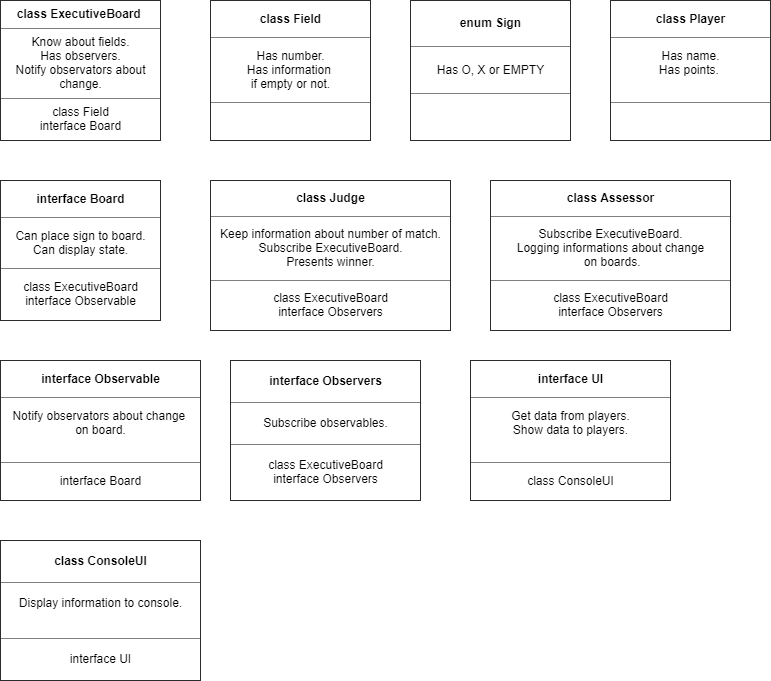 class ExecutiveBoard
Know about fields.
Has observers.
Notify observators about
change.
class Field
interface Board
class Field
Has number.
Has information
if empty or not.
enum Sign
Has O, X or EMPTY
class Player
Has name.
Has points.
interface Board
Can place sign to board.
Can display state.
class ExecutiveBoard
interface Observable
class Judge
Keep information about number of match.
Subscribe ExecutiveBoard.
Presents winner.
class ExecutiveBoard
interface Observers
class Assessor
Subscribe ExecutiveBoard.
Logging informations about change
on boards.
class ExecutiveBoard
interface Observers
interface Observable
Notify observators about change
on board.
interface Board
interface Observers
Subscribe observables.
class ExecutiveBoard
interface Observers
interface UI
Get data from players.
Show data to players.
class ConsoleUI
class ConsoleUI
Display information to console.
interface UI